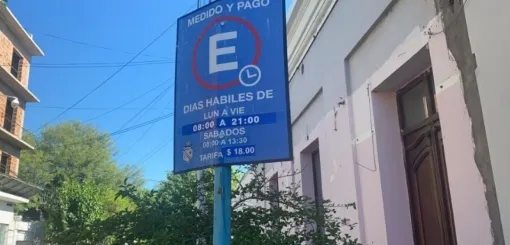 MEDIDO Y PAGO
E
DIAS HABILES DE
LUN A VIE
08:00 A 21:00
SABADOS
08:00 A 13:30
TARIFA $ 18.00